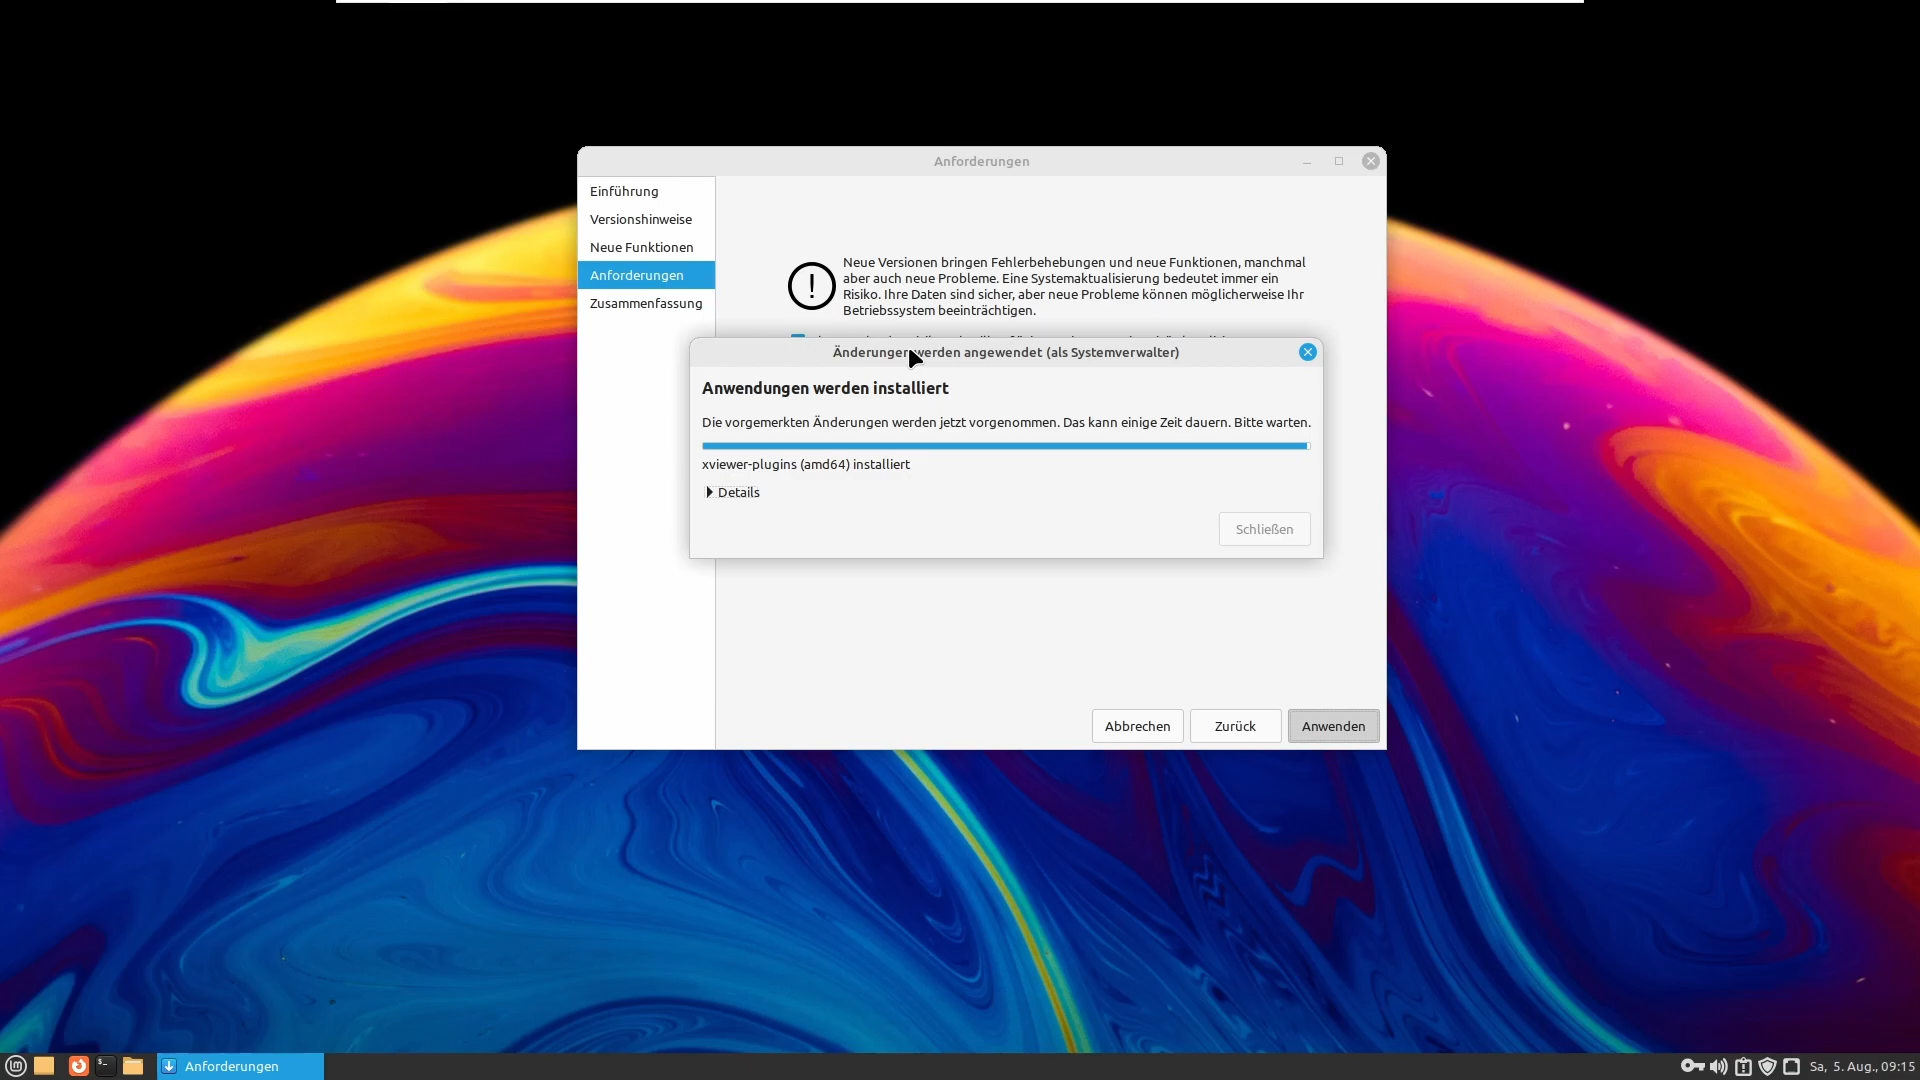 Anforderungen
Einführung
Versionshinweise
Neue Funktionen
Anforderungen
Zusammenfassung
Neue Versionen bringen Fehlerbehebungen und neue Funktionen, manchmal
aber auch neue Probleme. Eine Systemaktualisierung bedeutet immer ein
Risiko. Ihre Daten sind sicher, aber neue Probleme können möglicherweise Ihr
Betriebssystem beeinträchtigen.
Änderungen werden angewendet (als Systemverwalter)
Anwendungen werden installiert
Die vorgemerkten Änderungen werden jetzt vorgenommen. Das kann einige Zeit dauern. Bitte warten.
xviewer-plugins (amd64) installiert
Details
Schließen
Abbrechen
Zurück
Anwenden
Anforderungen
Sa, 5. Aug., 09:15